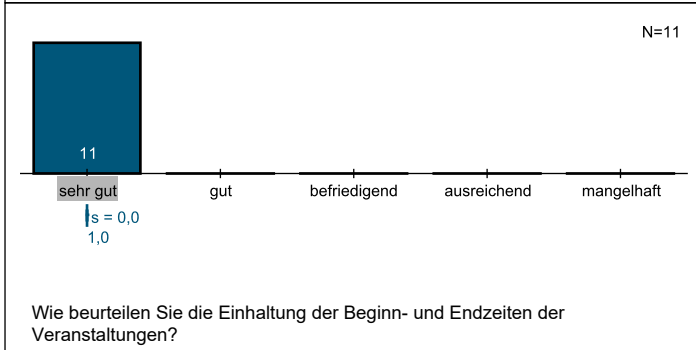 N=11
11
sehr gut gut befriedigend ausreichend mangelhaft
s = 0,0
1,0
Wie beurteilen Sie die Einhaltung der Beginn- und Endzeiten der
Veranstaltungen?